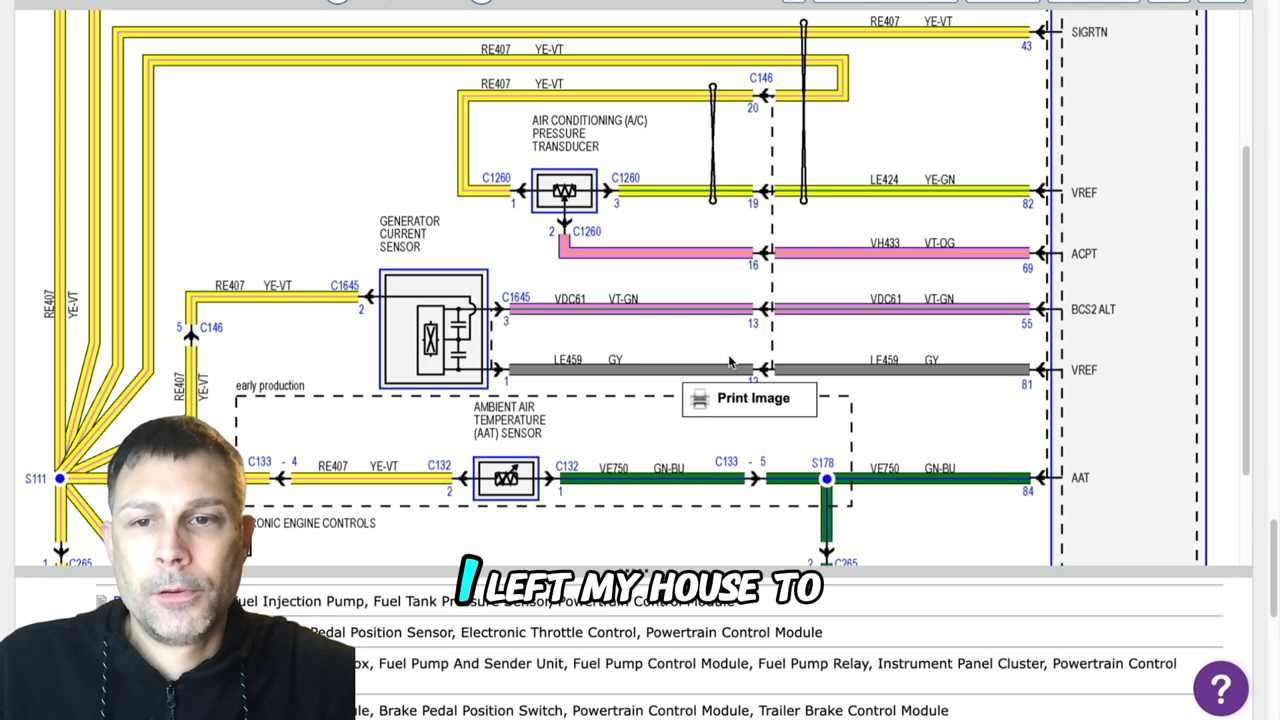 RE407 YE-VT
43
SIGRTN
RE407 YE-VT
C146
RE407 YE-VT
20
AIR CONDITIONING (A/C)
PRESSURE
TRANSDUCER
C1260
C1260
LE424 YE-GN
1
3
19
82
VREF
GENERATOR
CURRENT
SENSOR
2 C1260
VH433 VT-OG
16
69
ACPT
RE407 YE-VT
RE407 YE-VT C1645
2
C1645
VDC61 VT-GN
VDC61 VT-GN
3
13
55
BCS2 ALT
5 C146
LE459 GY
LE459 GY
1
81
VREF
RE407 YE-VT
early production
Print Image
AMBIENT AIR
TEMPERATURE
(AAT) SENSOR
S111
C133 - 4
RE407 YE-VT
C132
2
C132
1
VE750 GN-BU
C133 - 5
S178
VE750 GN-BU
84
AAT
RONIC ENGINE CONTROLS
1 C265
2 C265
I LEFT MY HOUSE TO
uel Injection Pump, Fuel Tank Pressure Sensor, Powertrain Control Module
Pedal Position Sensor, Electronic Throttle Control, Powertrain Control Module
ox, Fuel Pump And Sender Unit, Fuel Pump Control Module, Fuel Pump Relay, Instrument Panel Cluster, Powertrain Control
ule, Brake Pedal Position Switch, Powertrain Control Module, Trailer Brake Control Module
?